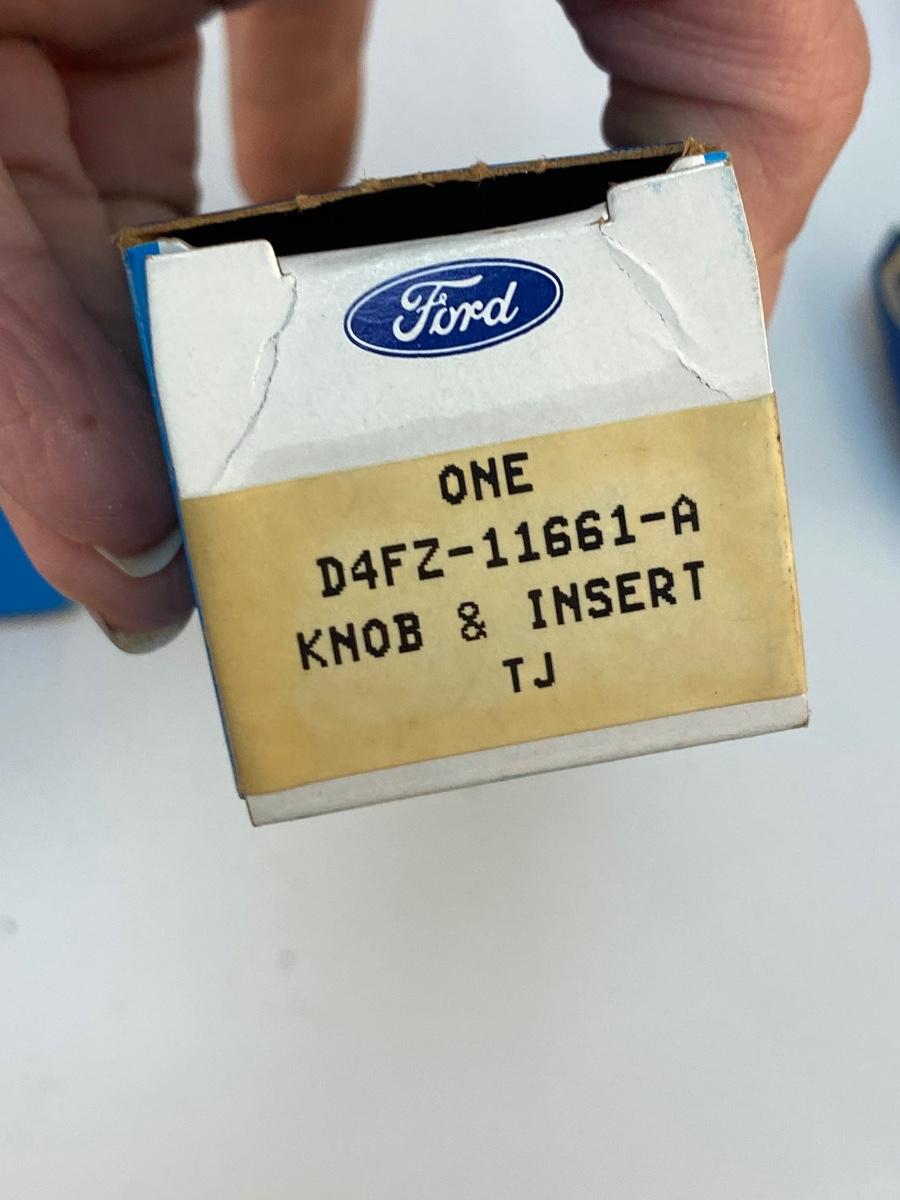 Ford
ONE
D4FZ-11661-A
KNOB & INSERT
TJ